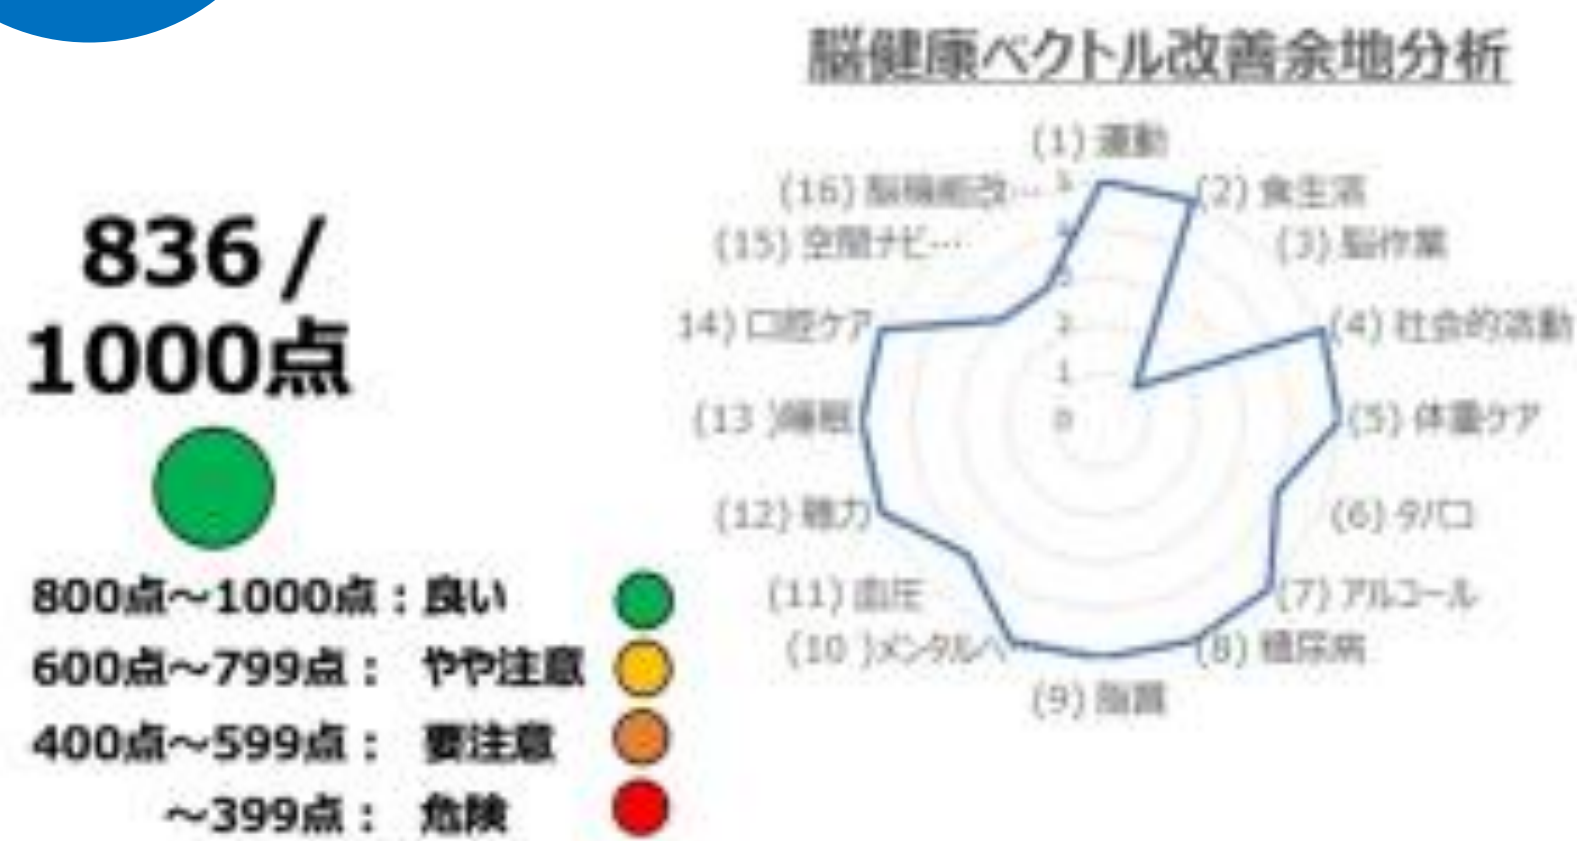 脳健康ベクトル改善余地分析
836 /
1000点
800点～1000点：良い
600点～799点： やや注意
400点～599点： 要注意
～399点： 危険
(1) 運動
(2) 食生活
(3) 脳作業
(4) 社会的活動
(5) 体重ケア
(6) タバコ
(7) アルコール
(8) 糖尿病
(9) 脂質
(10 )メンタルヘ
(11) 血圧
(12) 聴力
(13 )睡眠
14) 口腔ケア
(15) 空間ナビ…
(16) 脳機能改…
5
4
3
2
1
0